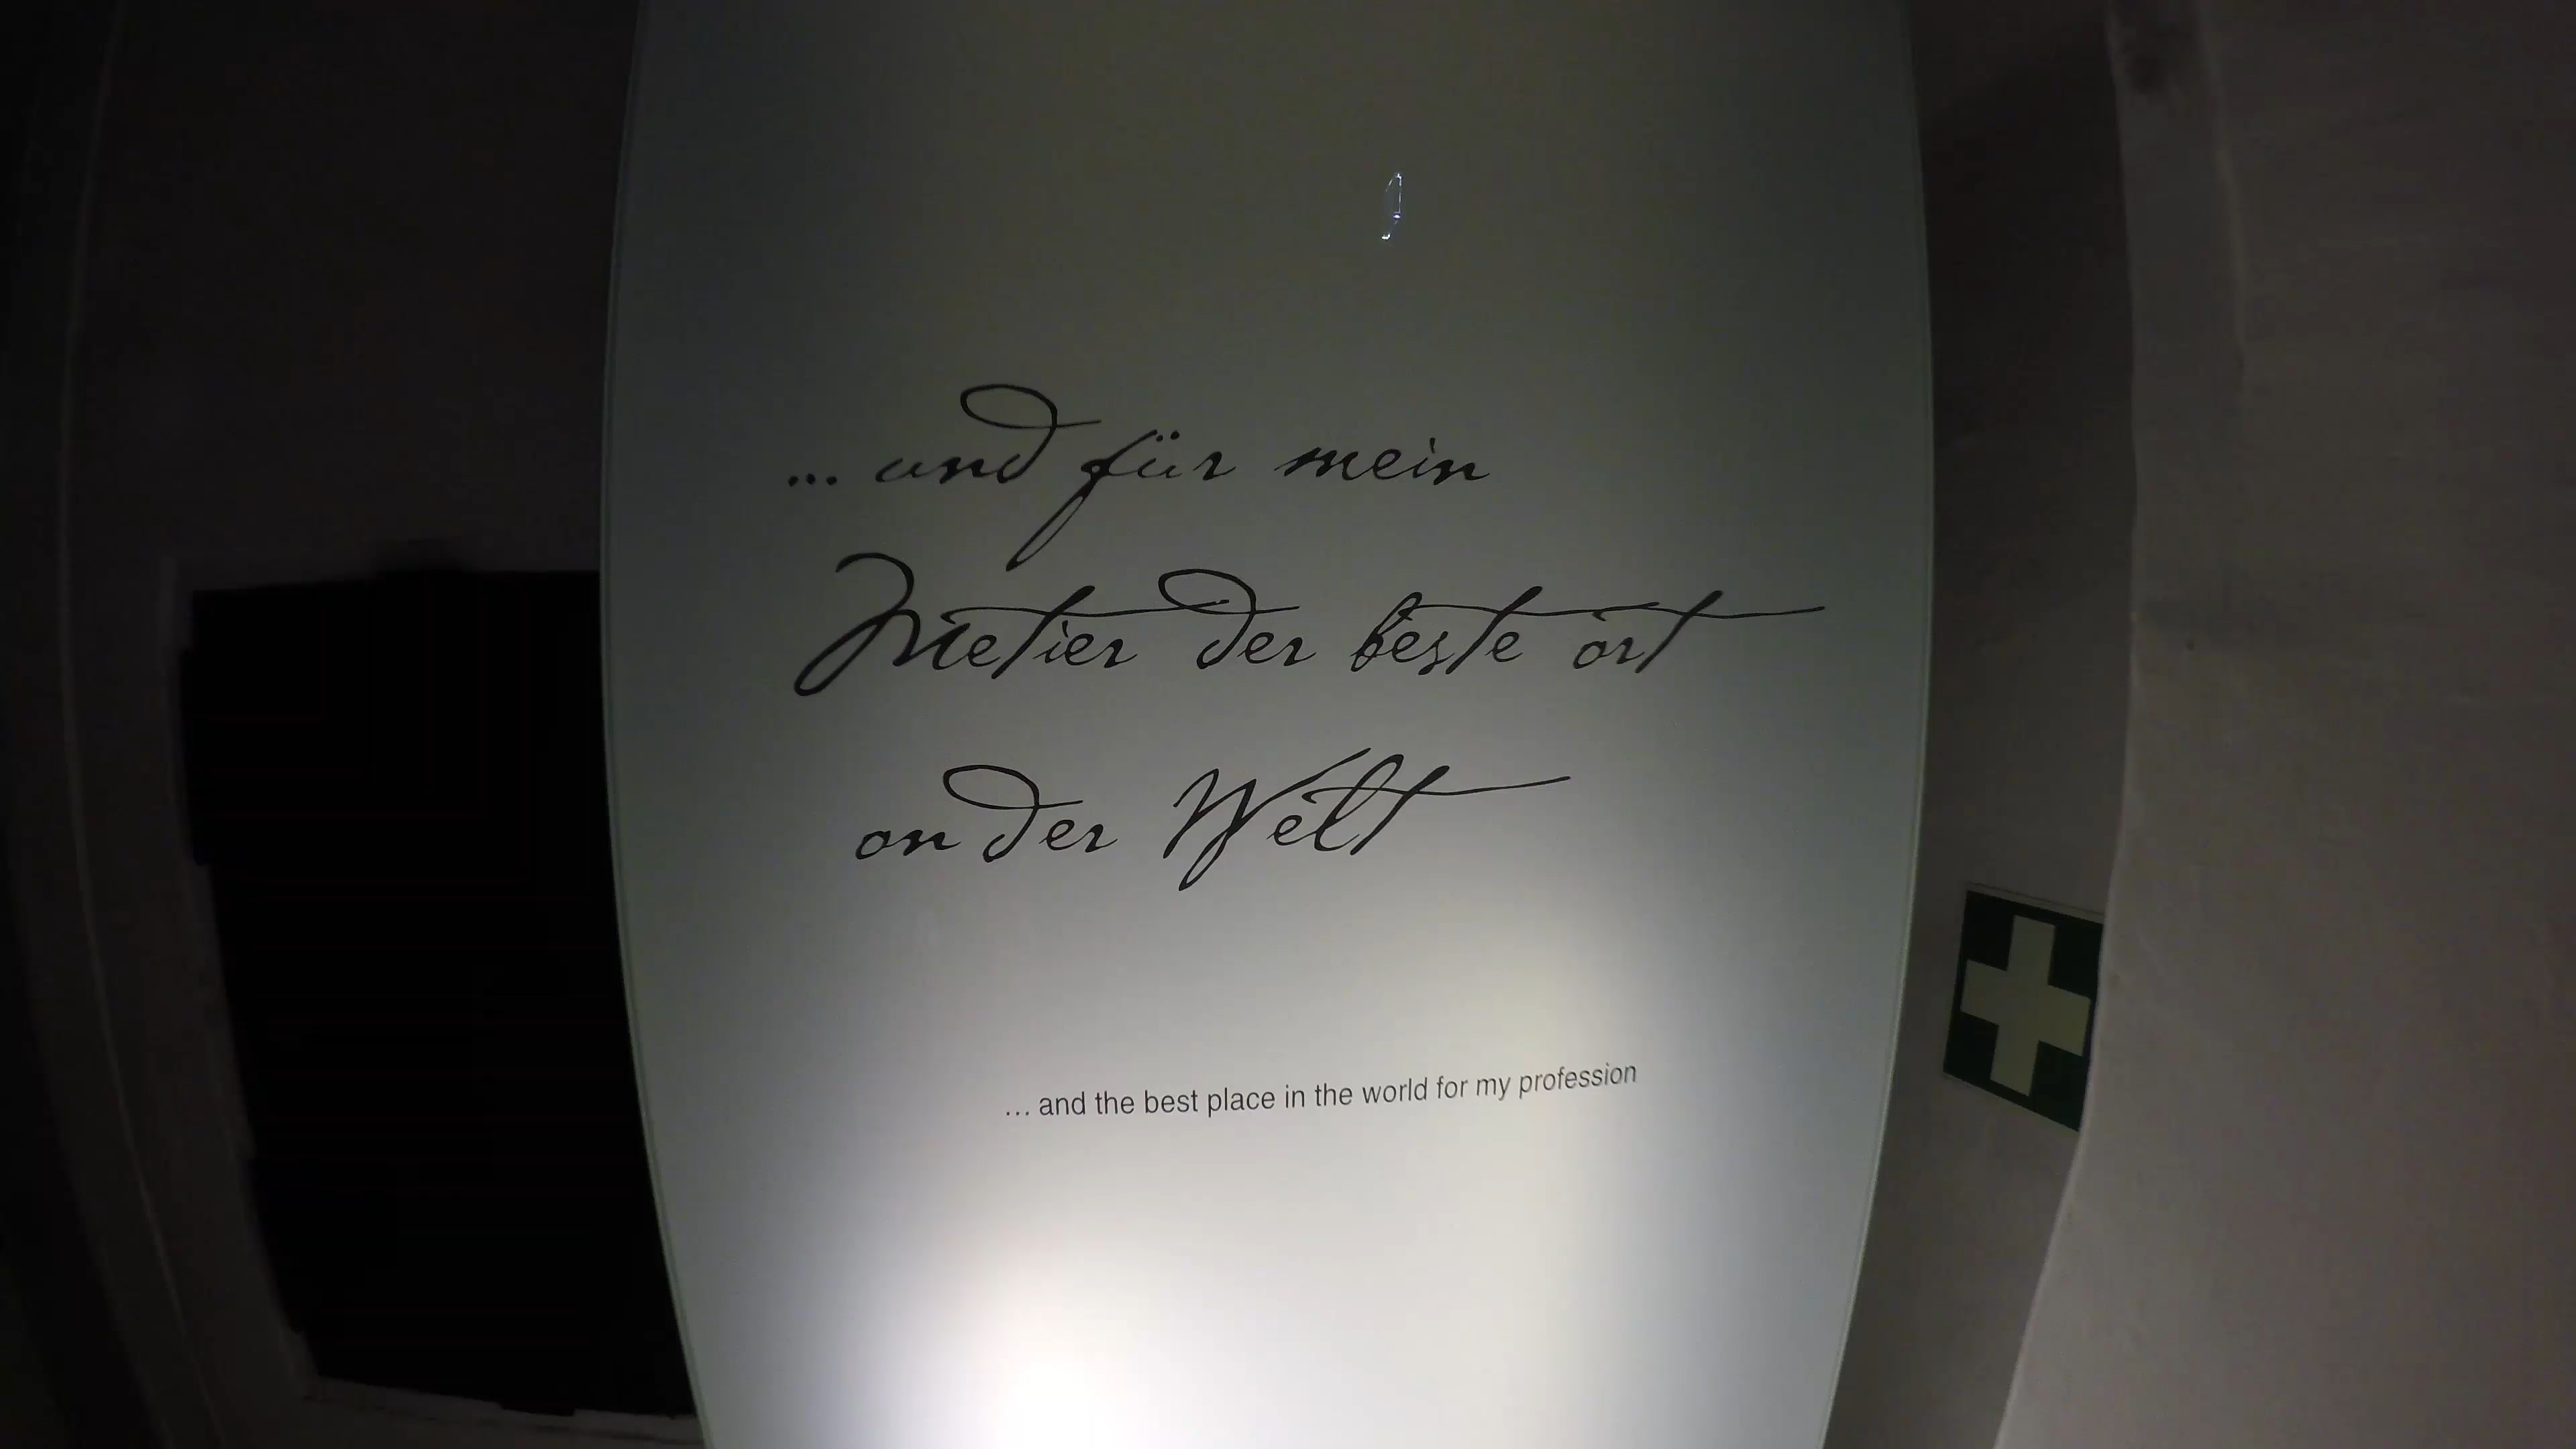 ... und für mein
Metier der beste ort
on der Welt
... and the best place in the world for my profession